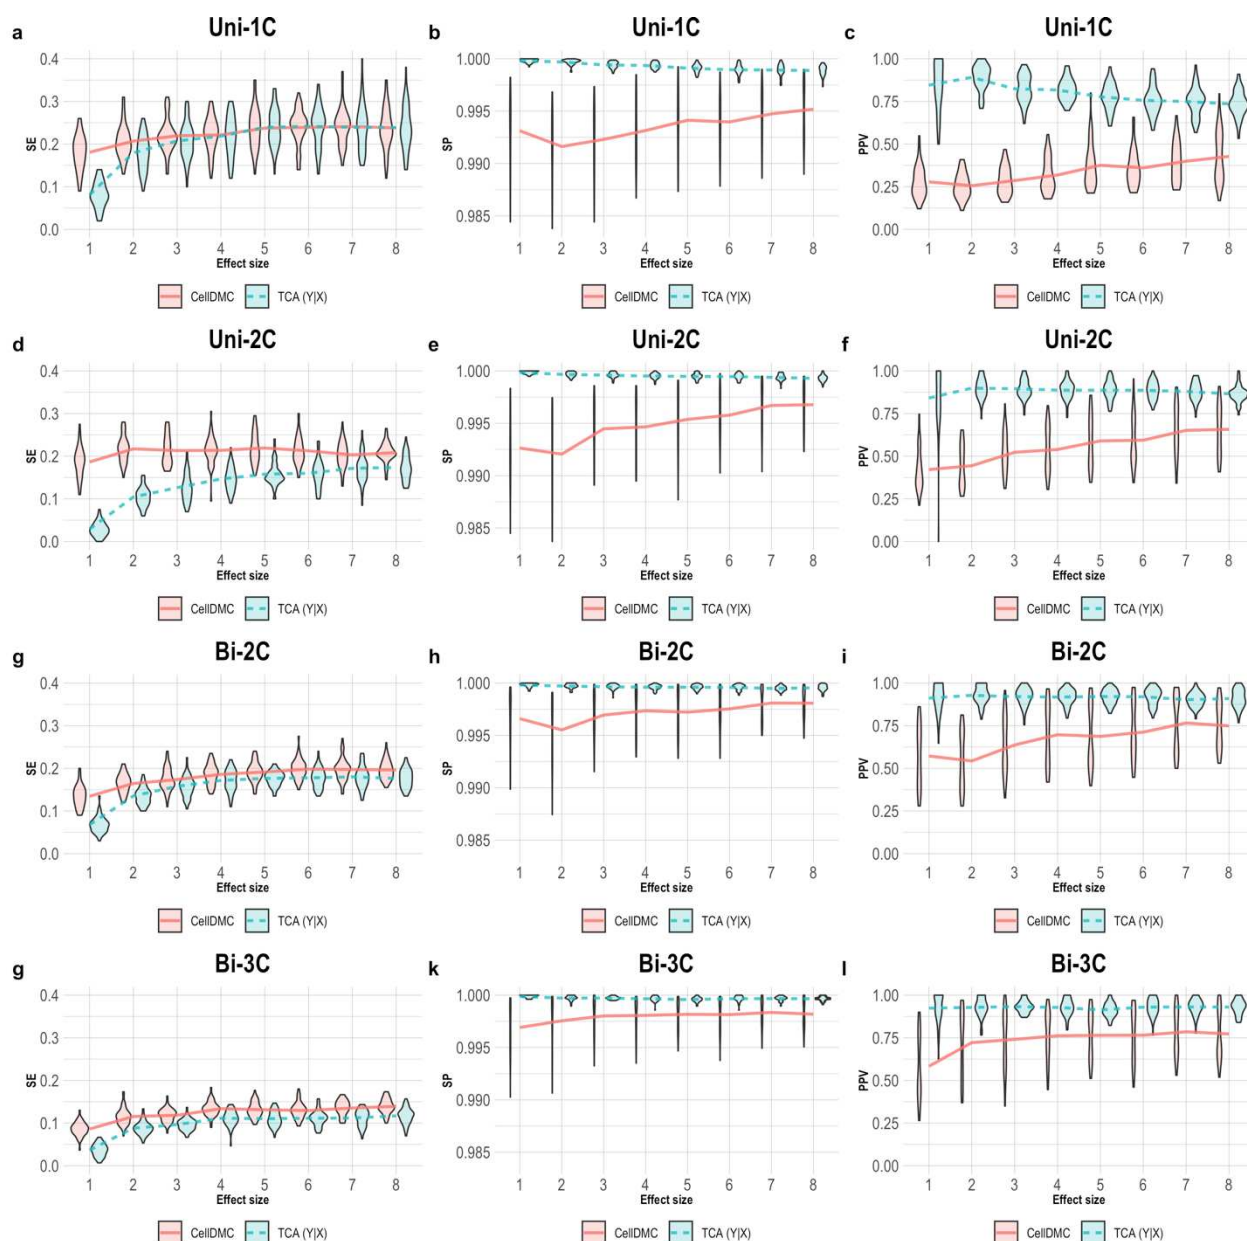 a Uni-1C
0.4
0.3
0.2
0.1
0.0
SE
1 2 3 4 5 6 7 8
Effect size
CellDMC TCA (Y|X)
b Uni-1C
1.000
0.995
0.990
0.985
SP
1 2 3 4 5 6 7 8
Effect size
CellDMC TCA (Y|X)
c Uni-1C
1.00
0.75
0.50
0.25
0.00
PPV
1 2 3 4 5 6 7 8
Effect size
CellDMC TCA (Y|X)
d Uni-2C
0.4
0.3
0.2
0.1
0.0
SE
1 2 3 4 5 6 7 8
Effect size
CellDMC TCA (Y|X)
e Uni-2C
1.000
0.995
0.990
0.985
SP
1 2 3 4 5 6 7 8
Effect size
CellDMC TCA (Y|X)
f Uni-2C
1.00
0.75
0.50
0.25
0.00
PPV
1 2 3 4 5 6 7 8
Effect size
CellDMC TCA (Y|X)
g Bi-2C
0.4
0.3
0.2
0.1
0.0
SE
1 2 3 4 5 6 7 8
Effect size
CellDMC TCA (Y|X)
h Bi-2C
1.000
0.995
0.990
0.985
SP
1 2 3 4 5 6 7 8
Effect size
CellDMC TCA (Y|X)
i Bi-2C
1.00
0.75
0.50
0.25
0.00
PPV
1 2 3 4 5 6 7 8
Effect size
CellDMC TCA (Y|X)
g Bi-3C
0.4
0.3
0.2
0.1
0.0
SE
1 2 3 4 5 6 7 8
Effect size
CellDMC TCA (Y|X)
k Bi-3C
1.000
0.995
0.990
0.985
SP
1 2 3 4 5 6 7 8
Effect size
CellDMC TCA (Y|X)
l Bi-3C
1.00
0.75
0.50
0.25
0.00
PPV
1 2 3 4 5 6 7 8
Effect size
CellDMC TCA (Y|X)